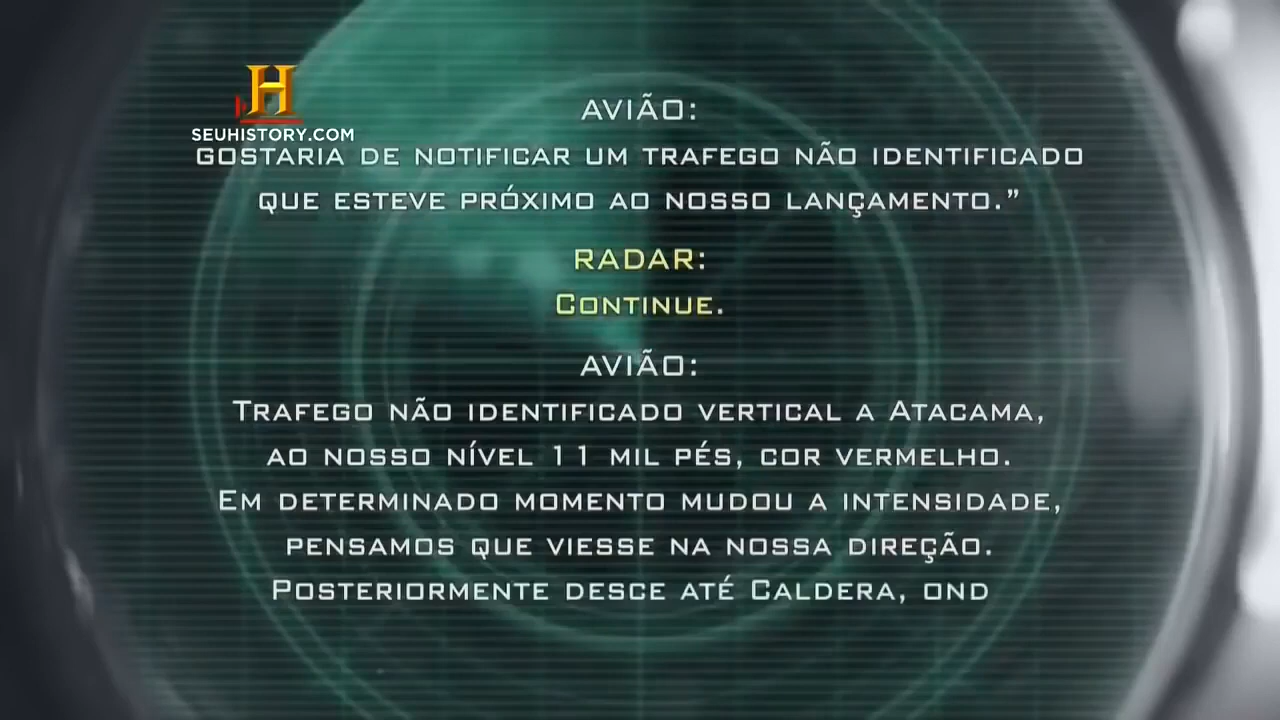 H
SEUHISTORY.COM
AVIÃO:
GOSTARIA DE NOTIFICAR UM TRAFEGO NÃO IDENTIFICADO
QUE ESTEVE PRÓXIMO AO NOSSO LANÇAMENTO.”
RADAR:
CONTINUE.
AVIÃO:
TRAFEGO NÃO IDENTIFICADO VERTICAL A ATACAMA,
AO NOSSO NÍVEL 11 MIL PÉS, COR VERMELHO.
EM DETERMINADO MOMENTO MUDOU A INTENSIDADE,
PENSAMOS QUE VIESSE NA NOSSA DIREÇÃO.
POSTERIORMENTE DESCE ATÉ CALDERA, OND